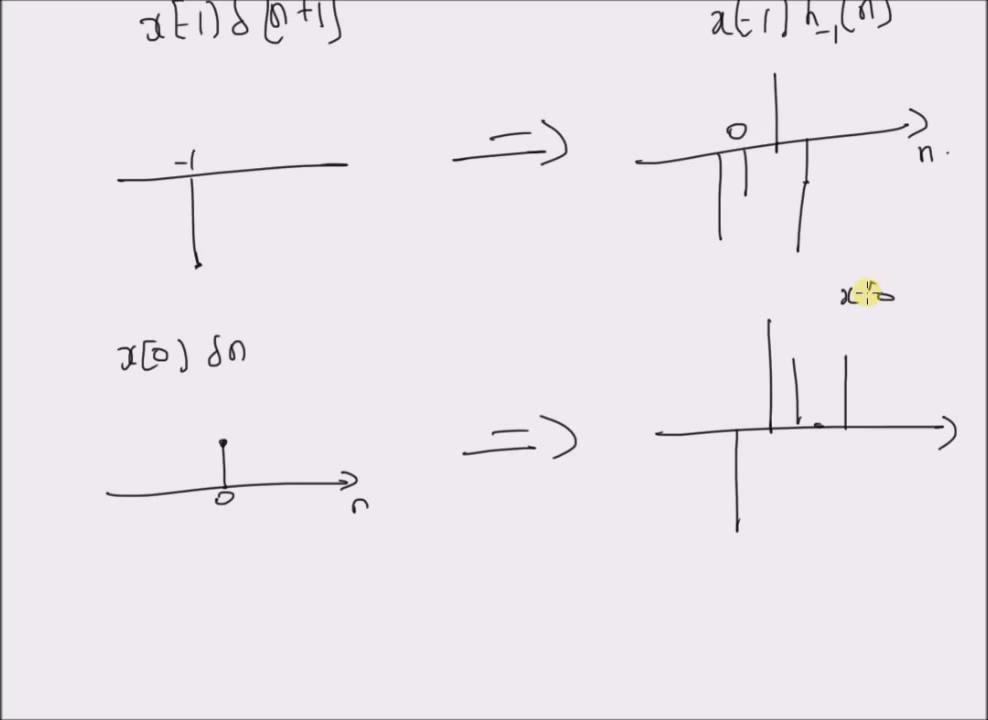 x[-1] δ[n+1]
x[-1] h₋₁(n)
-1
0
n
x[0] δn
0
n